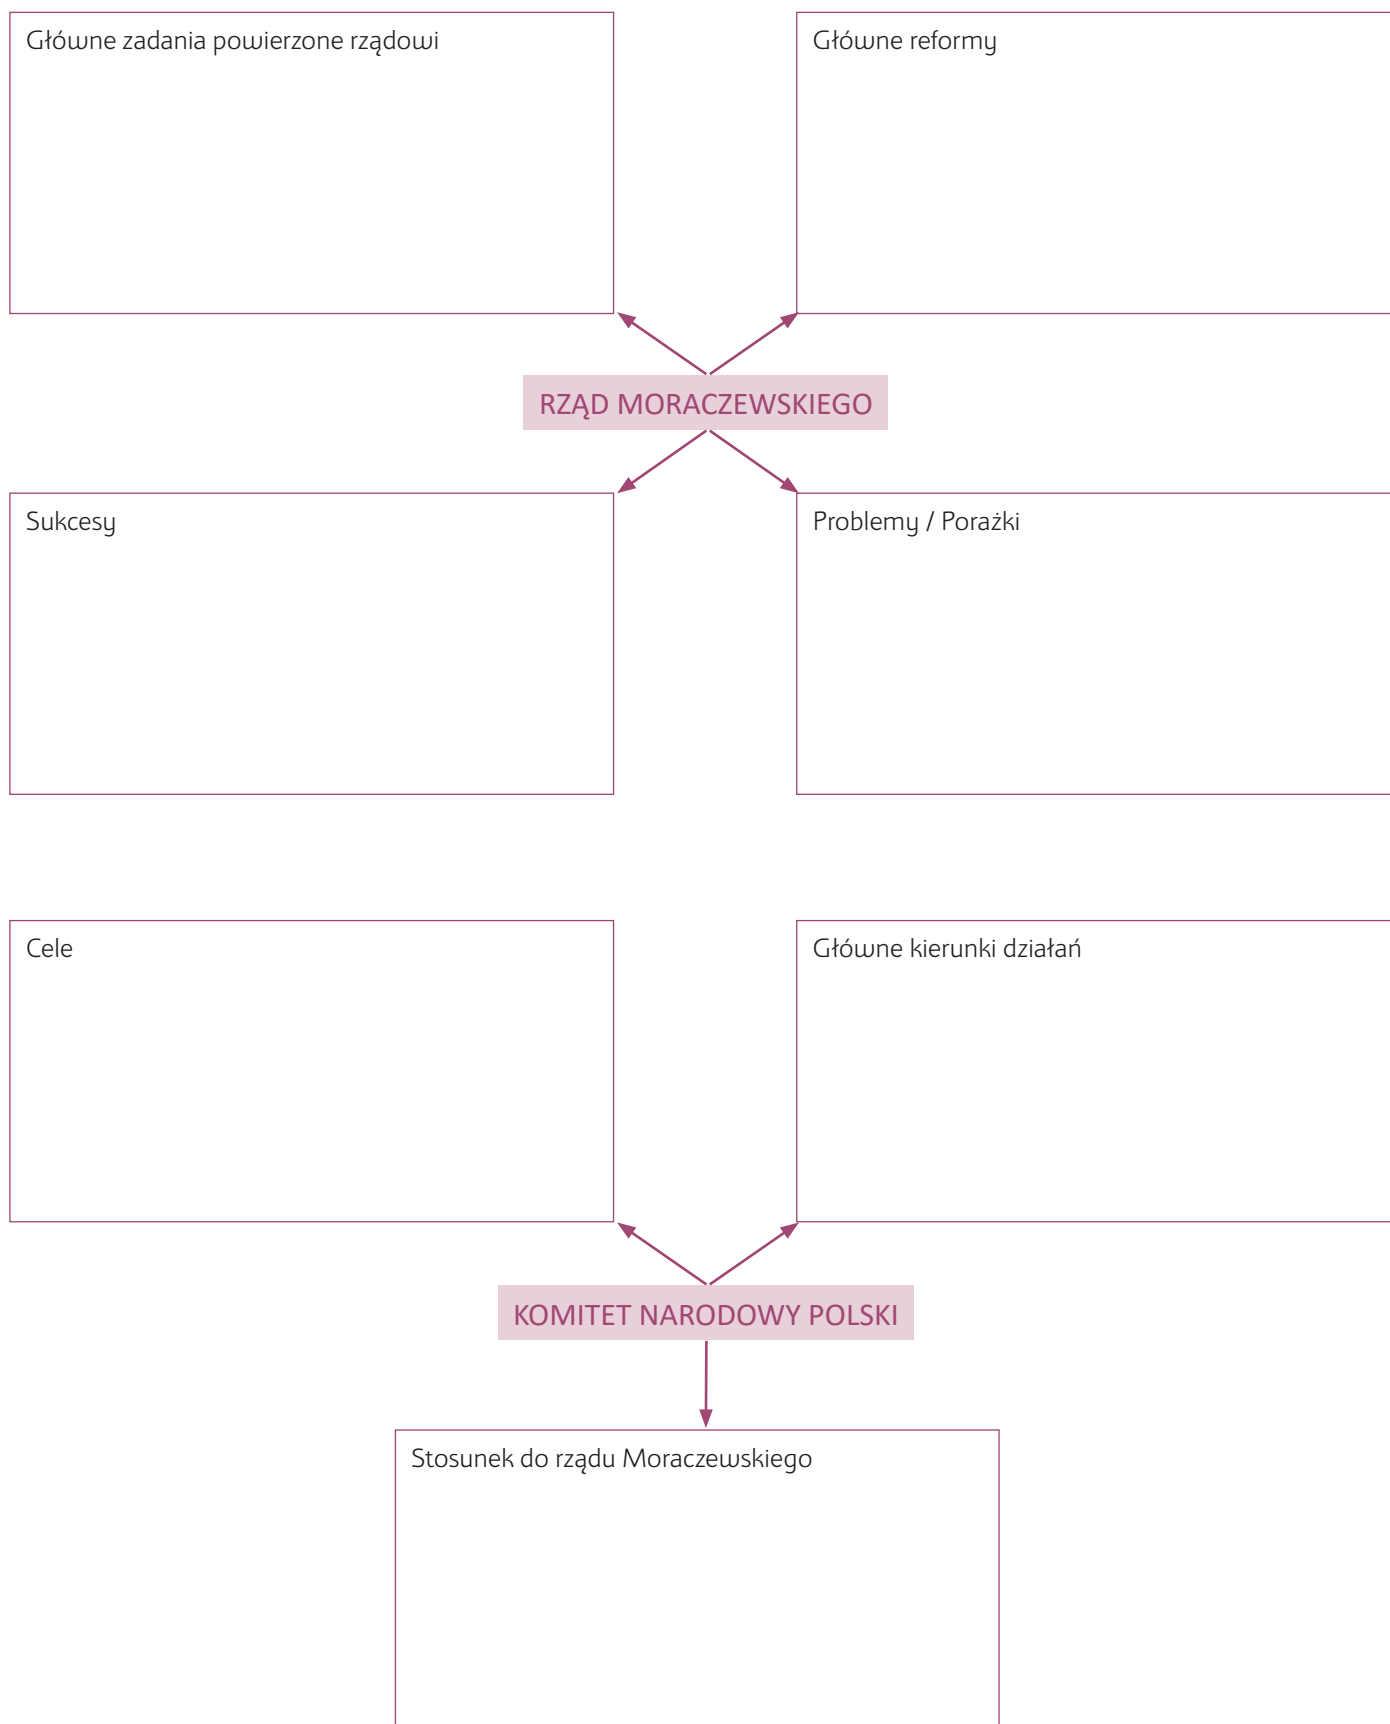 Główne zadania powierzone rządowi
Główne reformy
RZĄD MORACZEWSKIEGO
Sukcesy
Problemy / Porażki
Cele
Główne kierunki działań
KOMITET NARODOWY POLSKI
Stosunek do rządu Moraczewskiego